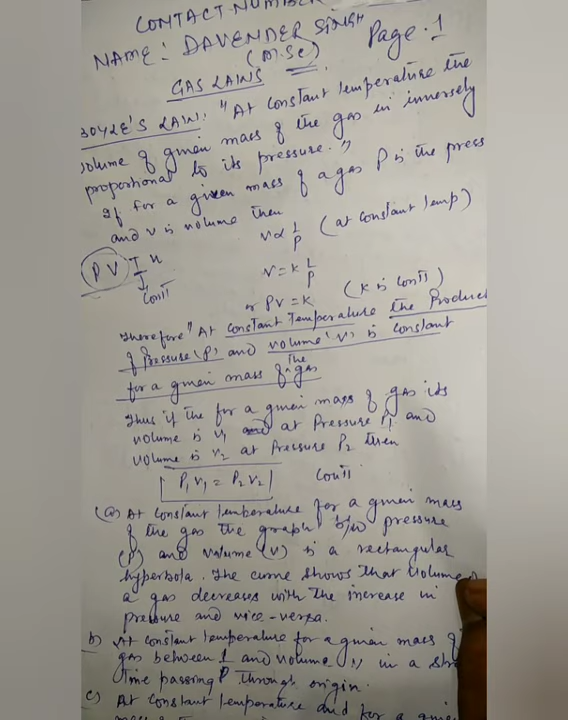 CONTACT NUMBER
NAME: DAVENDER SINGH Page. 1
(M.Sc)
GAS LAWS
BOYLE'S LAW: "At constant temperature the
volume of given mass of the gas in inversely
proportional to its pressure."
If for a given mass of a gas P is the press
and v is volume then
V∝ 1/P (at constant temp)
PV T n
V = K 1/P
T const
or PV = K (K is const)
Therefore "At constant Temperature the Product
of Pressure (P) and volume 'V' is constant
for a given mass of the gas
Thus if the for a given mass of gas its
volume is V1 at Pressure P1 and
volume is V2 at Pressure P2 then
P1V1 = P2V2
(a) At constant temperature for a given mass
of the gas the graph b/w pressure
(P) and volume (V) is a rectangular
hyperbola. The curve shows that volume
a gas decreases with the increase in
pressure and vice-versa.
b) At constant temperature for a given mass of
gas between 1 and volume in a str
line passing P through origin.
c) At constant temperature and for a given